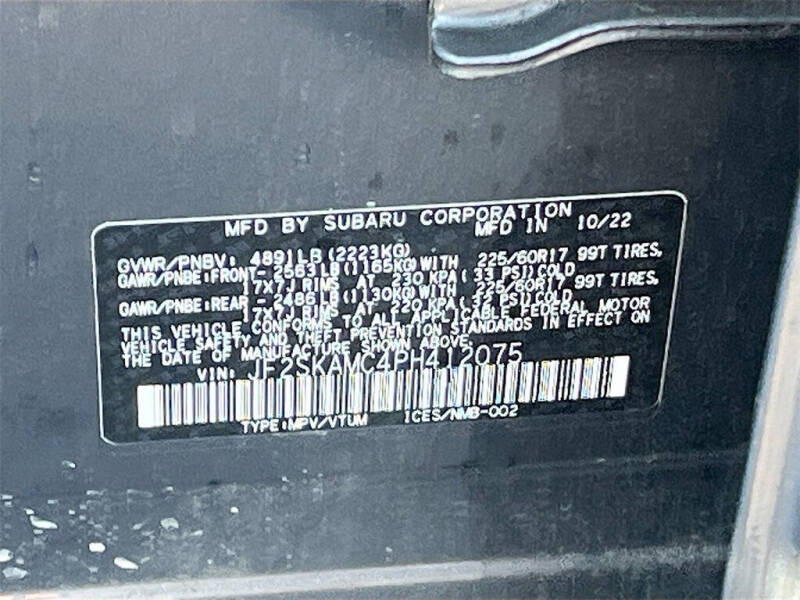 MFD BY SUBARU CORPORATION
MFD IN 10/22
GVWR/PNBV: 4891LB(2223KG)
GAWR/PNBE:FRONT-2563LB(1165KG)WITH 225/60R17 99T TIRES,
17X7J RIMS AT 230 KPA(33 PSI)COLD
GAWR/PNBE:REAR -2486LB(1130KG)WITH 225/60R17 99T TIRES,
17X7J RIMS AT 220 KPA(32 PSI)COLD
THIS VEHICLE CONFORMS TO ALL APPLICABLE FEDERAL MOTOR
VEHICLE SAFETY AND THEFT PREVENTION STANDARDS IN EFFECT ON
THE DATE OF MANUFACTURE SHOWN ABOVE.
VIN: JF2SKAMC4PH412075
TYPE:MPV/VTUM ICES/NMB-002